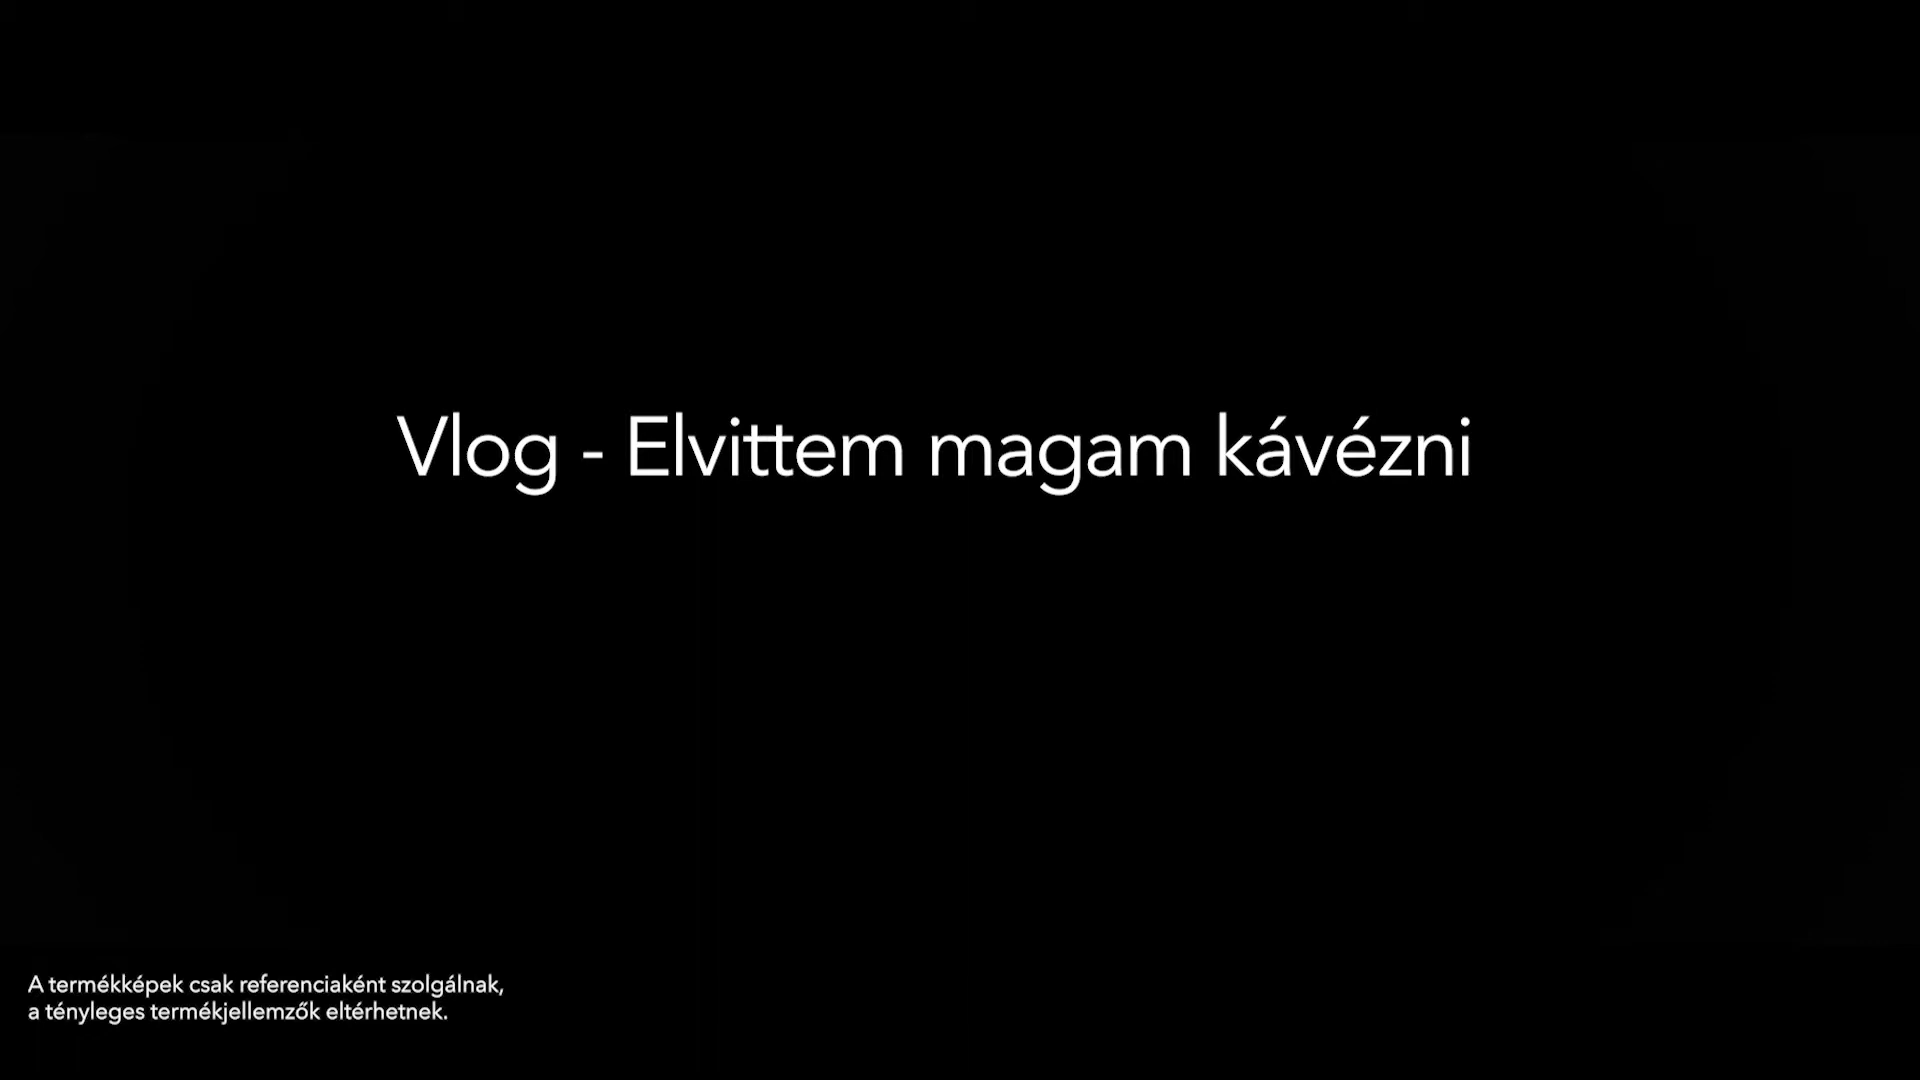 Vlog - Elvittem magam kávézni
A termékképek csak referenciaként szolgálnak,
a tényleges termékjellemzők eltérhetnek.